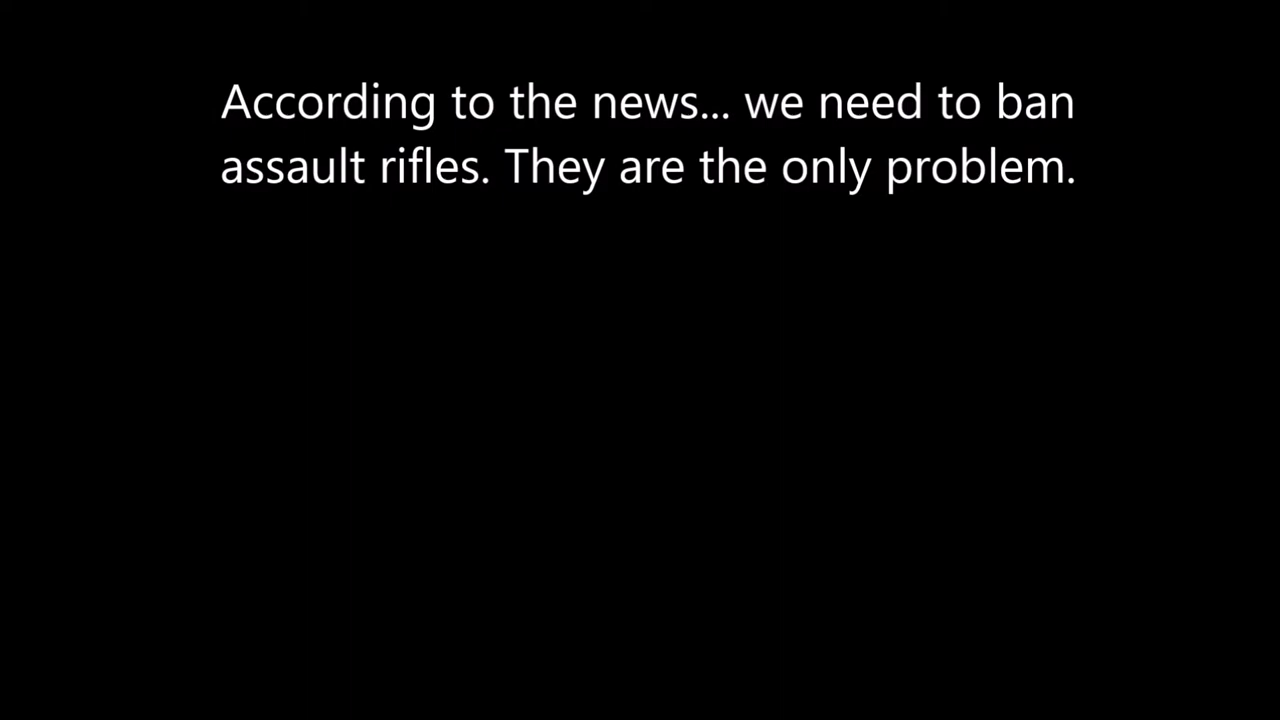 According to the news... we need to ban
assault rifles. They are the only problem.